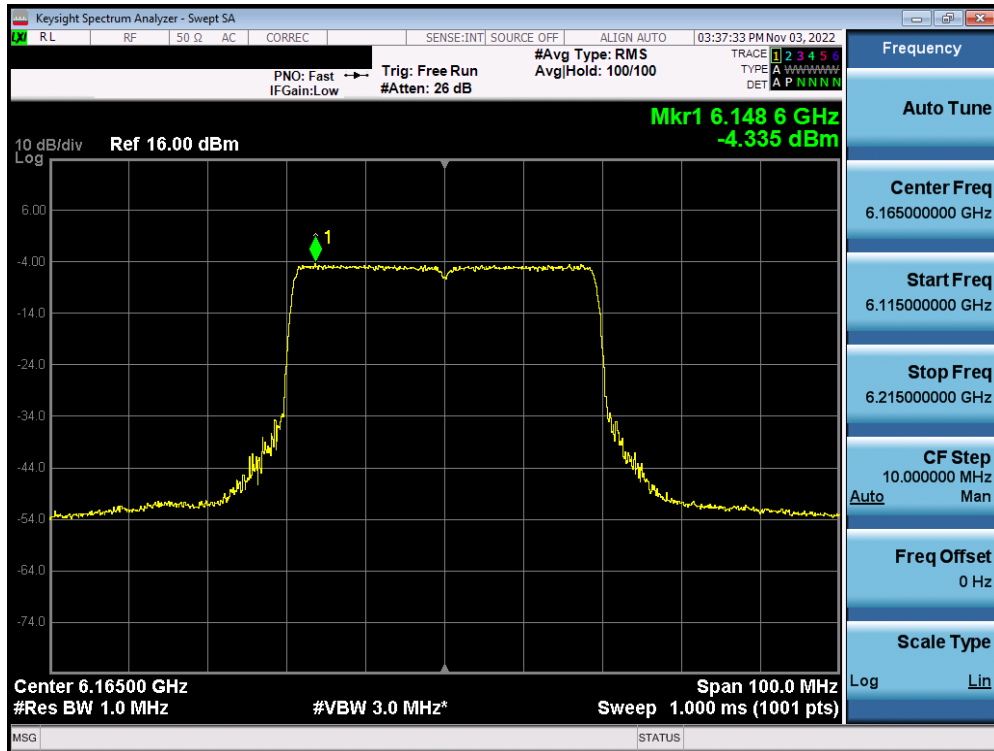 Keysight Spectrum Analyzer - Swept SA
LXI RL RF 50 Ω AC CORREC SENSE:INT SOURCE OFF ALIGN AUTO 03:37:33 PM Nov 03, 2022
PNO: Fast Trig: Free Run #Avg Type: RMS TRACE 1 2 3 4 5 6
IFGain:Low #Atten: 26 dB Avg|Hold: 100/100 TYPE A WWWWW
DET A P N N N N
Mkr1 6.148 6 GHz
-4.335 dBm
10 dB/div Ref 16.00 dBm
Log
6.00
1
-4.00
-14.0
-24.0
-34.0
-44.0
-54.0
-64.0
-74.0
Center 6.16500 GHz Span 100.0 MHz
#Res BW 1.0 MHz #VBW 3.0 MHz* Sweep 1.000 ms (1001 pts)
MSG STATUS
Frequency
Auto Tune
Center Freq
6.165000000 GHz
Start Freq
6.115000000 GHz
Stop Freq
6.215000000 GHz
CF Step
10.000000 MHz
Auto Man
Freq Offset
0 Hz
Scale Type
Log Lin